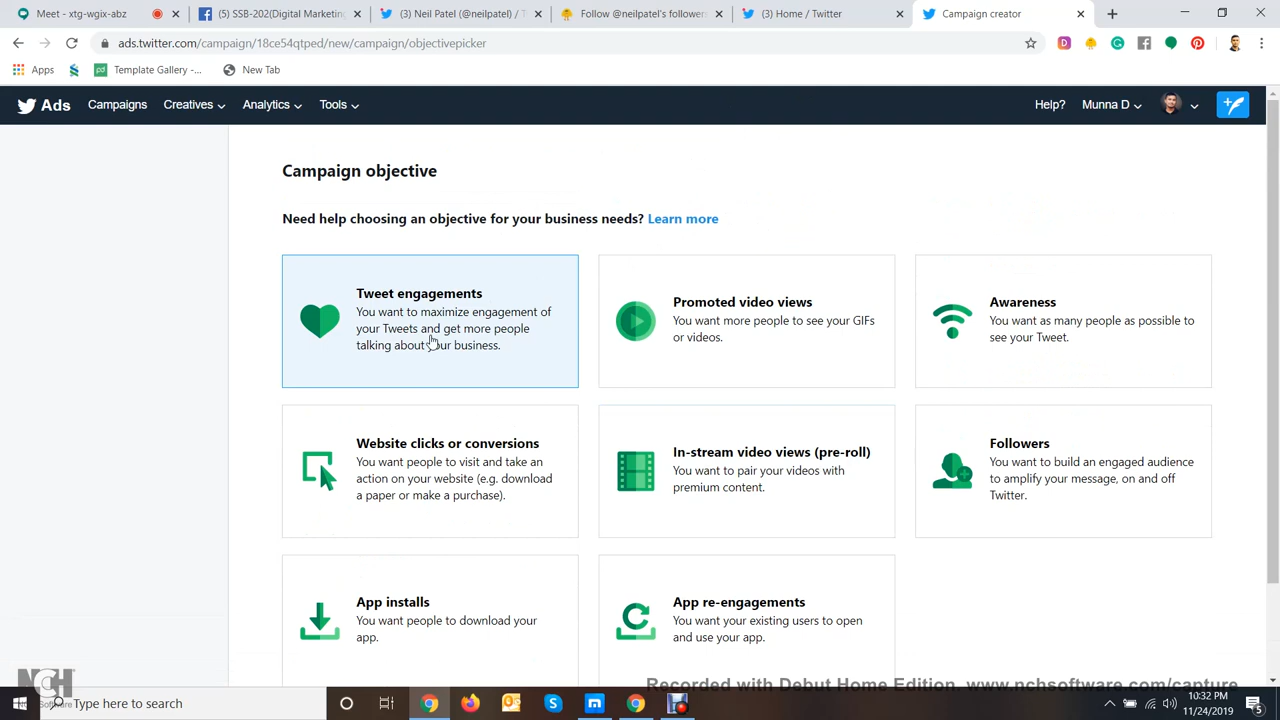 Meet - xtg-wgix-abz
(5) SSB-202(Digital Marketing
(3) Neil Patel (@neilpatel) / T
Follow @neilpatel's followers
(3) Home / Twitter
Campaign creator
ads.twitter.com/campaign/18ce54qtped/new/campaign/objectivepicker
Apps
Template Gallery -...
New Tab
Ads
Campaigns
Creatives
Analytics
Tools
Help?
Munna D
Campaign objective
Need help choosing an objective for your business needs? Learn more
Tweet engagements
You want to maximize engagement of
your Tweets and get more people
talking about your business.
Promoted video views
You want more people to see your GIFs
or videos.
Awareness
You want as many people as possible to
see your Tweet.
Website clicks or conversions
You want people to visit and take an
action on your website (e.g. download
a paper or make a purchase).
In-stream video views (pre-roll)
You want to pair your videos with
premium content.
Followers
You want to build an engaged audience
to amplify your message, on and off
Twitter.
App installs
You want people to download your
app.
App re-engagements
You want your existing users to open
and use your app.
NCH
Recorded with Debut Home Edition. www.nchsoftware.com/capture
Type here to search
10:32 PM
11/24/2019
5